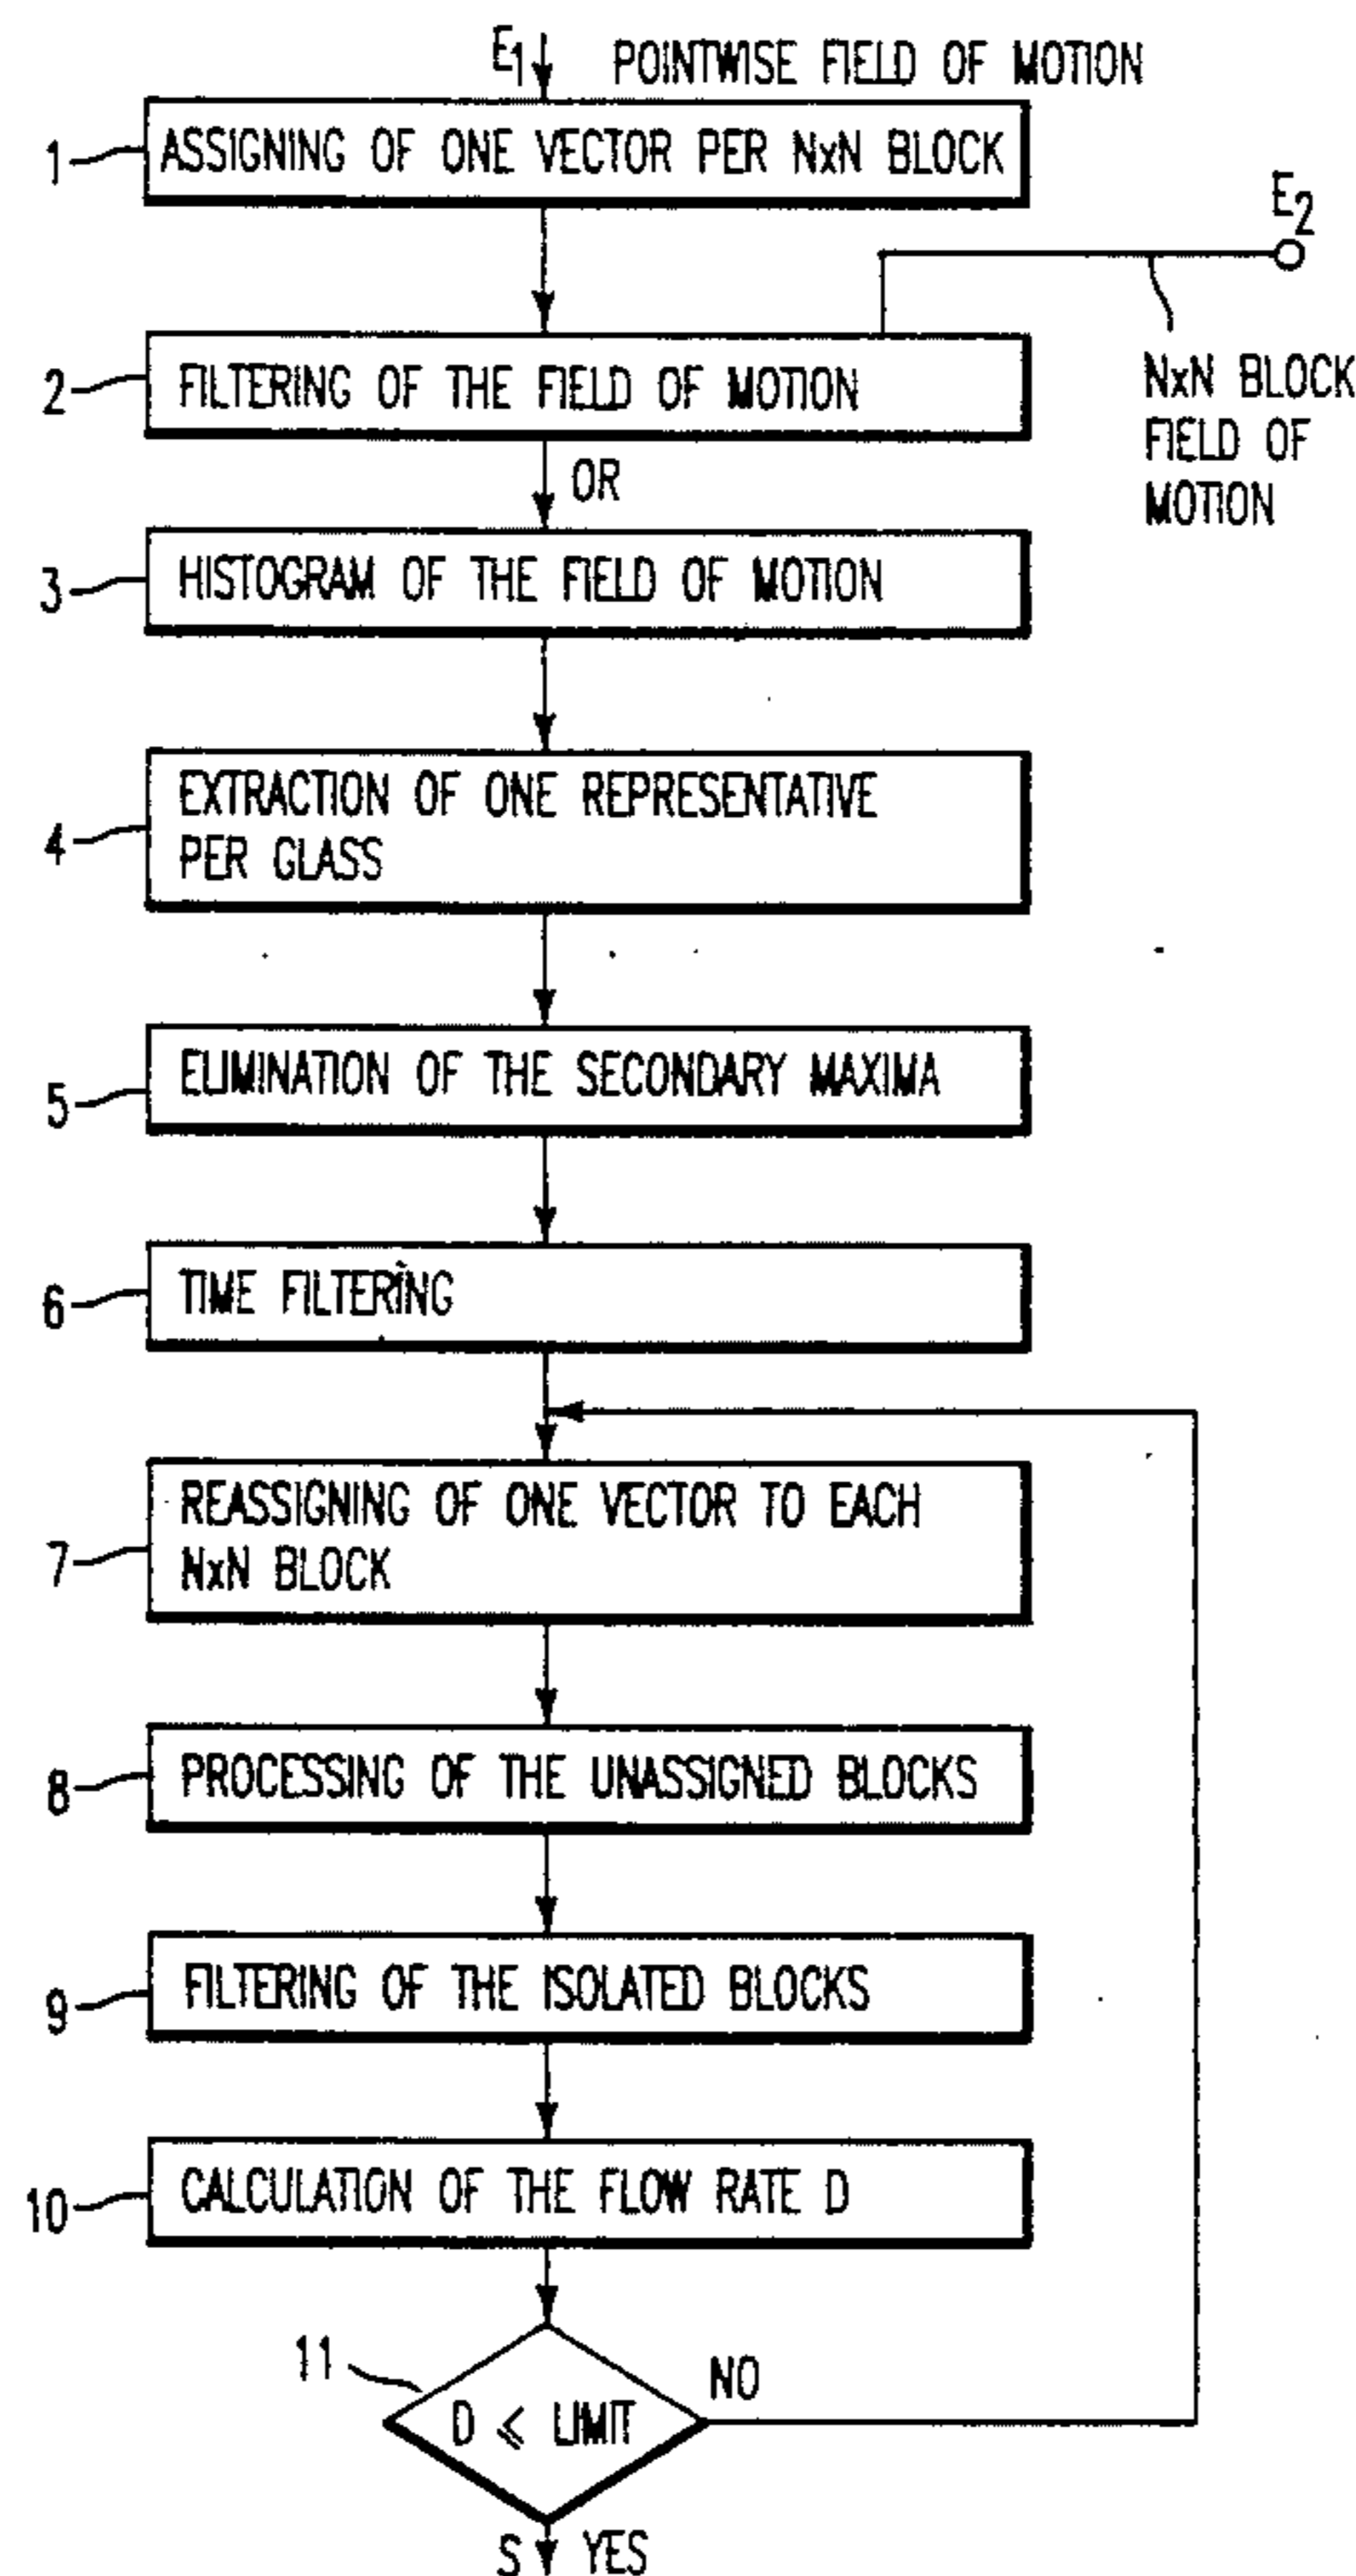 E1 POINTWISE FIELD OF MOTION
1 ASSIGNING OF ONE VECTOR PER NxN BLOCK
E2
2 FILTERING OF THE FIELD OF MOTION
NxN BLOCK
FIELD OF
MOTION
OR
3 HISTOGRAM OF THE FIELD OF MOTION
4 EXTRACTION OF ONE REPRESENTATIVE
PER GLASS
5 ELIMINATION OF THE SECONDARY MAXIMA
6 TIME FILTERING
7 REASSIGNING OF ONE VECTOR TO EACH
NxN BLOCK
8 PROCESSING OF THE UNASSIGNED BLOCKS
9 FILTERING OF THE ISOLATED BLOCKS
10 CALCULATION OF THE FLOW RATE D
11 D ⩽ LIMIT NO
S YES